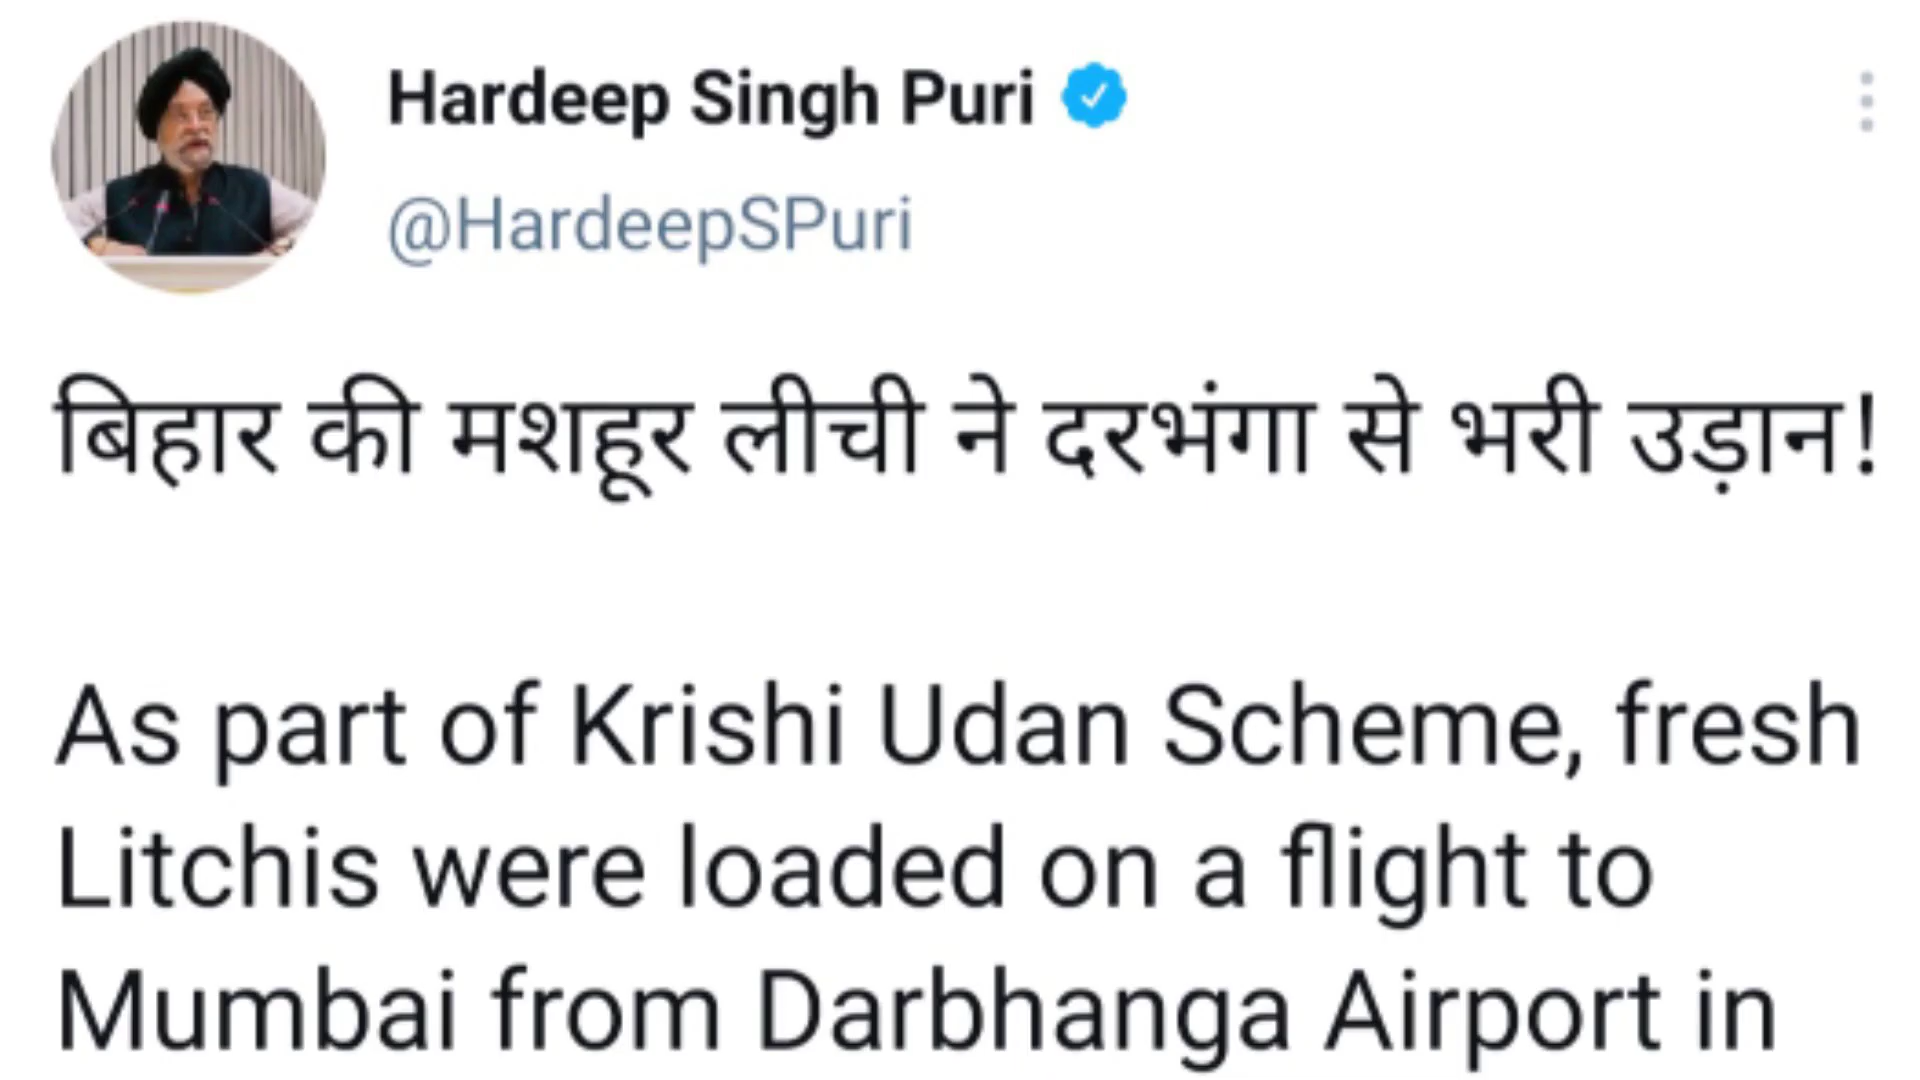 Hardeep Singh Puri
@HardeepSPuri
बिहार की मशहूर लीची ने दरभंगा से भरी उड़ान!
As part of Krishi Udan Scheme, fresh
Litchis were loaded on a flight to
Mumbai from Darbhanga Airport in